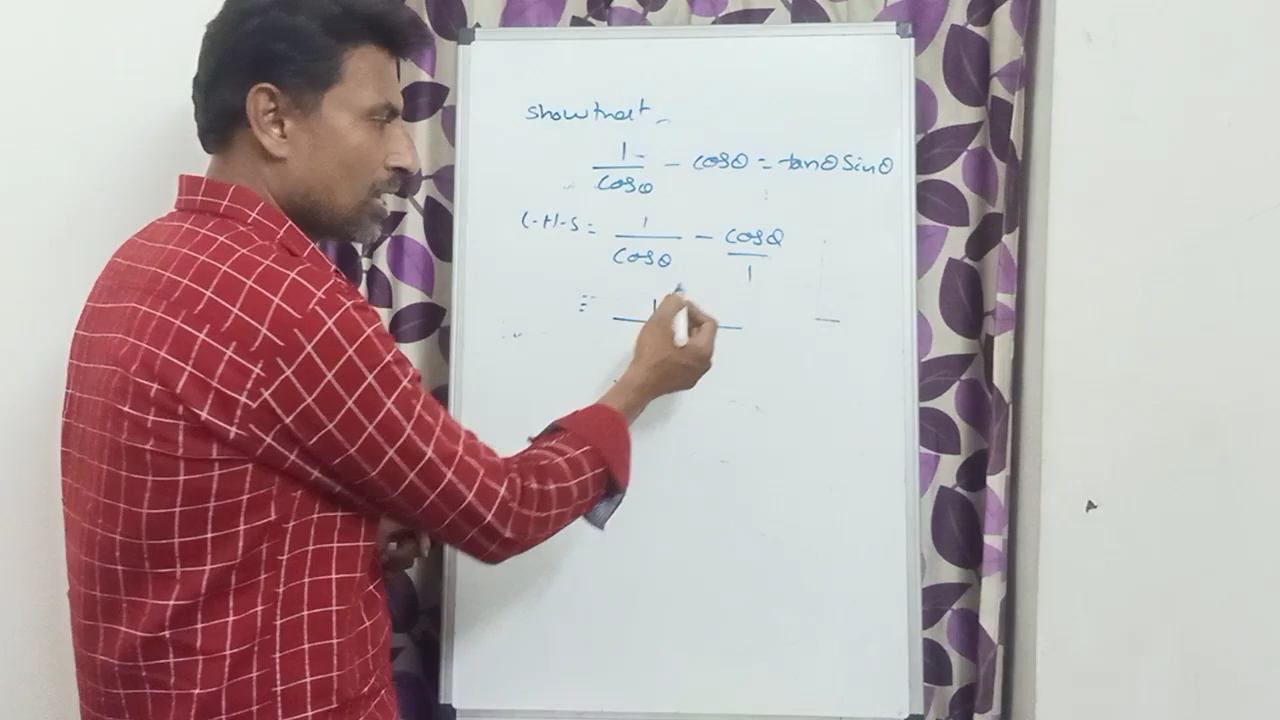 Show that
1/cosθ - cosθ = tanθ sinθ
L-H-S = 1/cosθ - cosθ/1
= 1